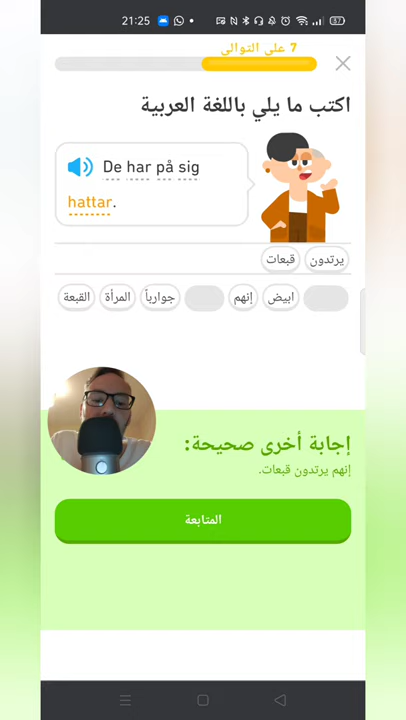 21:25
87
7 على التوالي
اكتب ما يلي باللغة العربية
De har på sig
hattar.
يرتدون قبعات
ابيض إنهم جوارباً المرأة القبعة
إجابة أخرى صحيحة:
إنهم يرتدون قبعات.
المتابعة